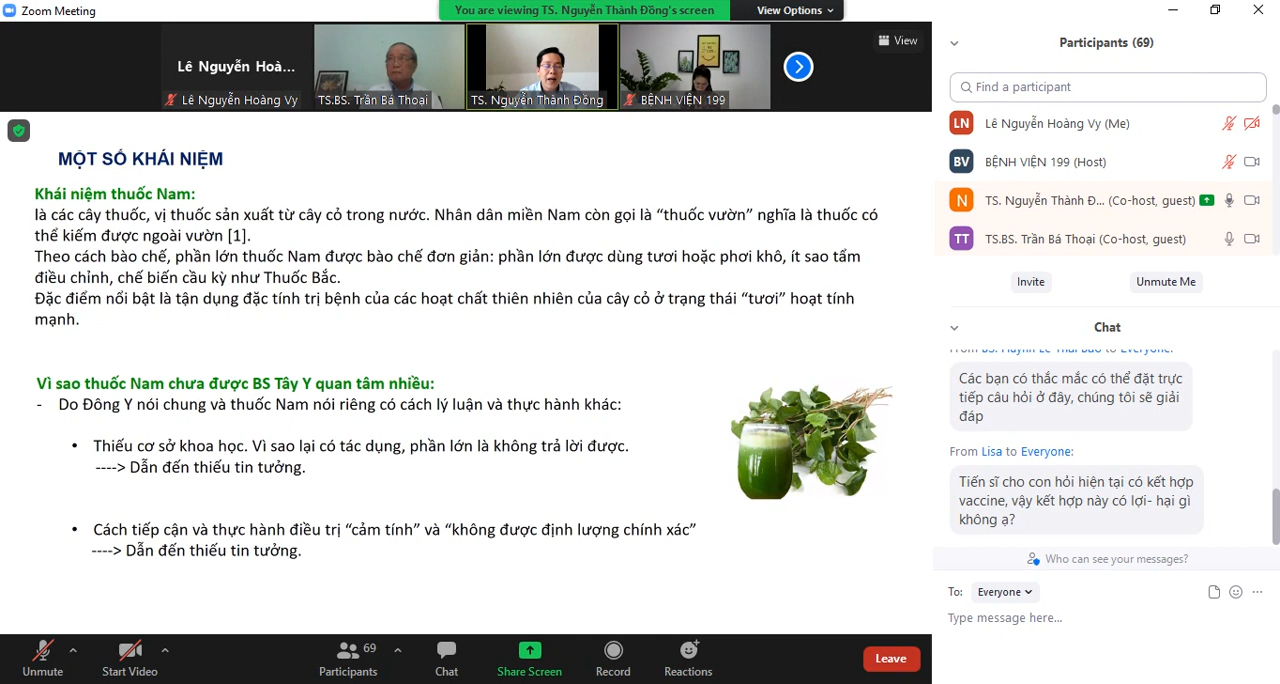 Zoom Meeting
You are viewing TS. Nguyễn Thành Đồng's screen
View Options
Lê Nguyễn Hoà...
Lê Nguyễn Hoàng Vy
TS.BS. Trần Bá Thoại
TS. Nguyễn Thành Đồng
BỆNH VIỆN 199
View
MỘT SỐ KHÁI NIỆM
Khái niệm thuốc Nam:
là các cây thuốc, vị thuốc sản xuất từ cây cỏ trong nước. Nhân dân miền Nam còn gọi là “thuốc vườn” nghĩa là thuốc có
thể kiếm được ngoài vườn [1].
Theo cách bào chế, phần lớn thuốc Nam được bào chế đơn giản: phần lớn được dùng tươi hoặc phơi khô, ít sao tẩm
điều chỉnh, chế biến cầu kỳ như Thuốc Bắc.
Đặc điểm nổi bật là tận dụng đặc tính trị bệnh của các hoạt chất thiên nhiên của cây cỏ ở trạng thái “tươi” hoạt tính
mạnh.
Vì sao thuốc Nam chưa được BS Tây Y quan tâm nhiều:
- Do Đông Y nói chung và thuốc Nam nói riêng có cách lý luận và thực hành khác:
• Thiếu cơ sở khoa học. Vì sao lại có tác dụng, phần lớn là không trả lời được.
----> Dẫn đến thiếu tin tưởng.
• Cách tiếp cận và thực hành điều trị “cảm tính” và “không được định lượng chính xác”
----> Dẫn đến thiếu tin tưởng.
Participants (69)
Find a participant
LN Lê Nguyễn Hoàng Vy (Me)
BV BỆNH VIỆN 199 (Host)
N TS. Nguyễn Thành Đ... (Co-host, guest)
TT TS.BS. Trần Bá Thoại (Co-host, guest)
Invite
Unmute Me
Chat
Các bạn có thắc mắc có thể đặt trực
tiếp câu hỏi ở đây, chúng tôi sẽ giải
đáp
From Lisa to Everyone:
Tiến sĩ cho con hỏi hiện tại có kết hợp
vaccine, vậy kết hợp này có lợi- hại gì
không ạ?
Who can see your messages?
To: Everyone
Type message here...
Unmute
Start Video
Participants
69
Chat
Share Screen
Record
Reactions
Leave